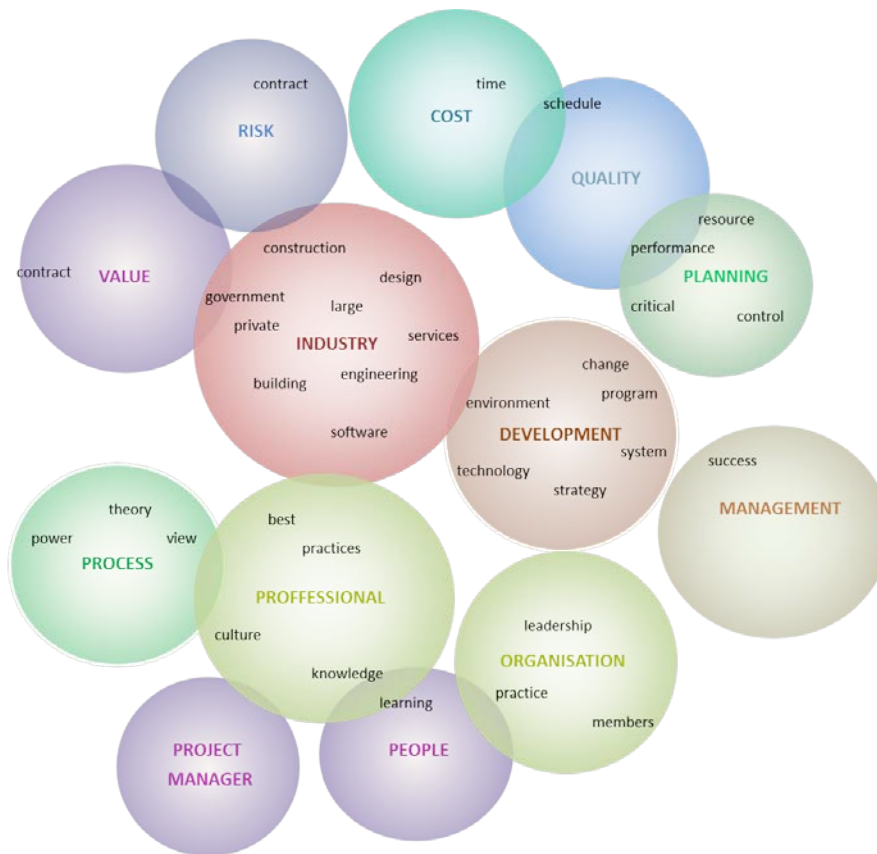 contract
RISK
time
COST
schedule
QUALITY
resource
performance
PLANNING
critical
control
contract
VALUE
construction
design
government
large
private
services
INDUSTRY
engineering
building
software
change
environment
program
DEVELOPMENT
system
technology
strategy
success
MANAGEMENT
theory
power
view
PROCESS
best
practices
PROFFESSIONAL
culture
knowledge
leadership
ORGANISATION
practice
members
learning
PEOPLE
PROJECT
MANAGER